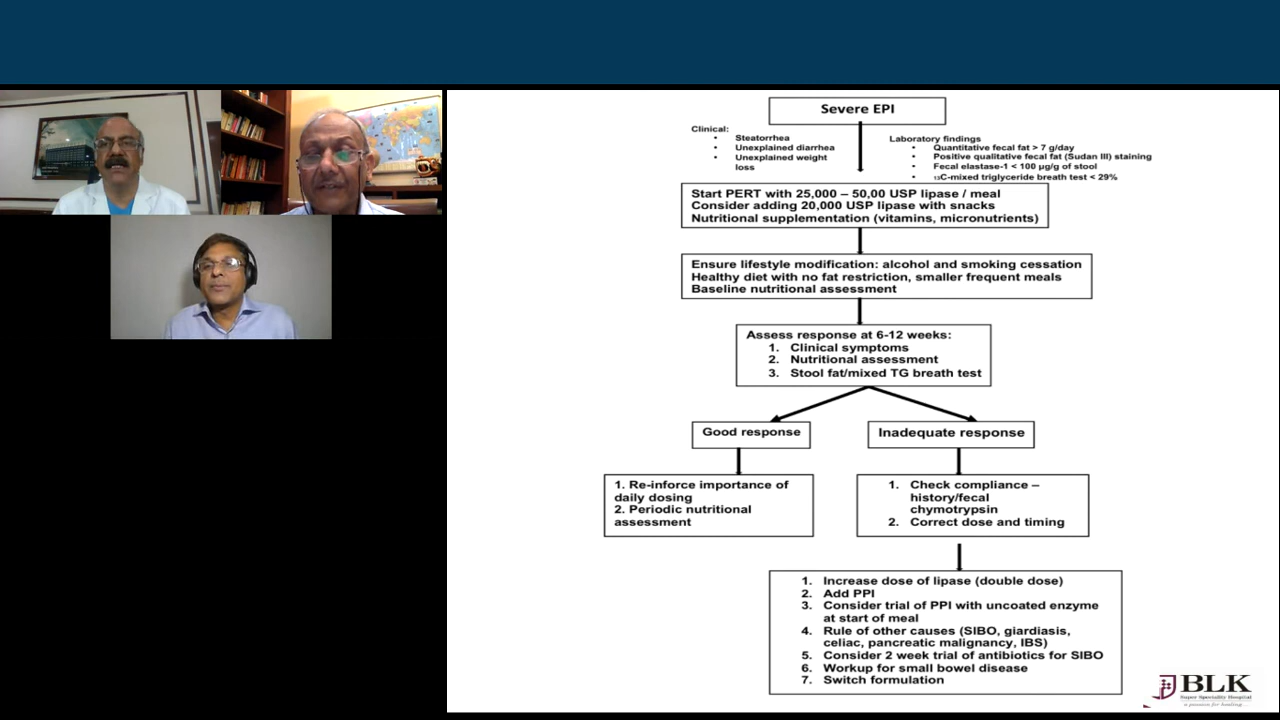 Severe EPI
Clinical:
• Steatorrhea
• Unexplained diarrhea
• Unexplained weight
loss
Laboratory findings
• Quantitative fecal fat > 7 g/day
• Positive qualitative fecal fat (Sudan III) staining
• Fecal elastase-1 < 100 µg/g of stool
• 13C-mixed triglyceride breath test < 29%
Start PERT with 25,000 – 50,00 USP lipase / meal
Consider adding 20,000 USP lipase with snacks
Nutritional supplementation (vitamins, micronutrients)
Ensure lifestyle modification: alcohol and smoking cessation
Healthy diet with no fat restriction, smaller frequent meals
Baseline nutritional assessment
Assess response at 6-12 weeks:
1. Clinical symptoms
2. Nutritional assessment
3. Stool fat/mixed TG breath test
Good response
Inadequate response
1. Re-inforce importance of
daily dosing
2. Periodic nutritional
assessment
1. Check compliance –
history/fecal
chymotrypsin
2. Correct dose and timing
1. Increase dose of lipase (double dose)
2. Add PPI
3. Consider trial of PPI with uncoated enzyme
at start of meal
4. Rule of other causes (SIBO, giardiasis,
celiac, pancreatic malignancy, IBS)
5. Consider 2 week trial of antibiotics for SIBO
6. Workup for small bowel disease
7. Switch formulation
BLK
Super Speciality Hospital
a passion for healing...